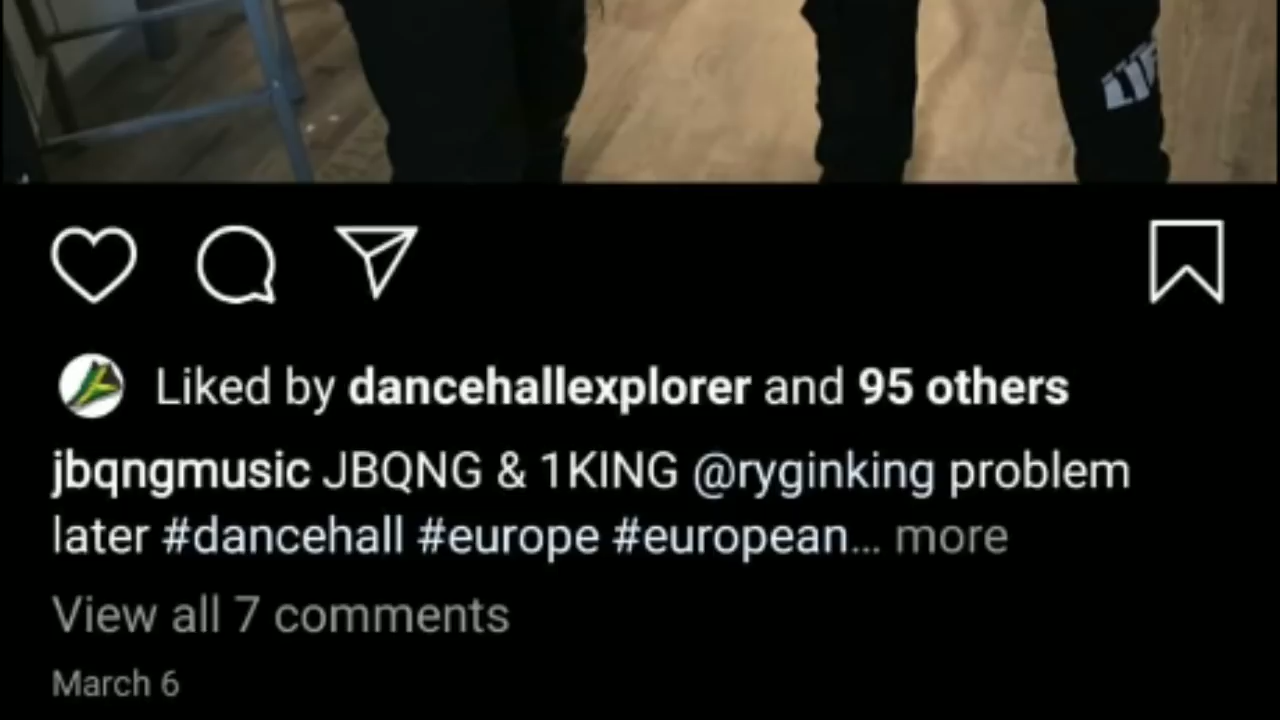 Liked by dancehallexplorer and 95 others
jbqngmusic JBQNG & 1KING @ryginking problem
later #dancehall #europe #european... more
View all 7 comments
March 6